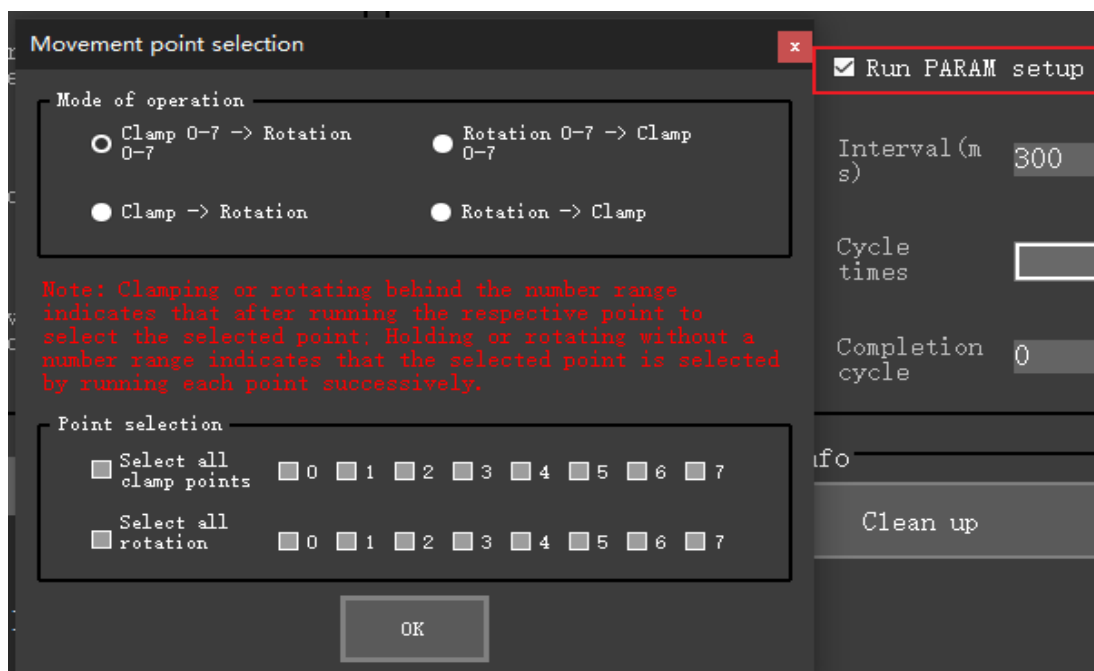 Movement point selection
x
Run PARAM setup
Mode of operation
Clamp 0-7 -> Rotation
0-7
Rotation 0-7 -> Clamp
0-7
Clamp -> Rotation
Rotation -> Clamp
Interval(m
s)
300
Cycle
times
Note: Clamping or rotating behind the number range
indicates that after running the respective point to
select the selected point; Holding or rotating without a
number range indicates that the selected point is selected
by running each point successively.
Completion
cycle
0
Point selection
Select all
clamp points
0 1 2 3 4 5 6 7
Select all
rotation
0 1 2 3 4 5 6 7
OK
Clean up